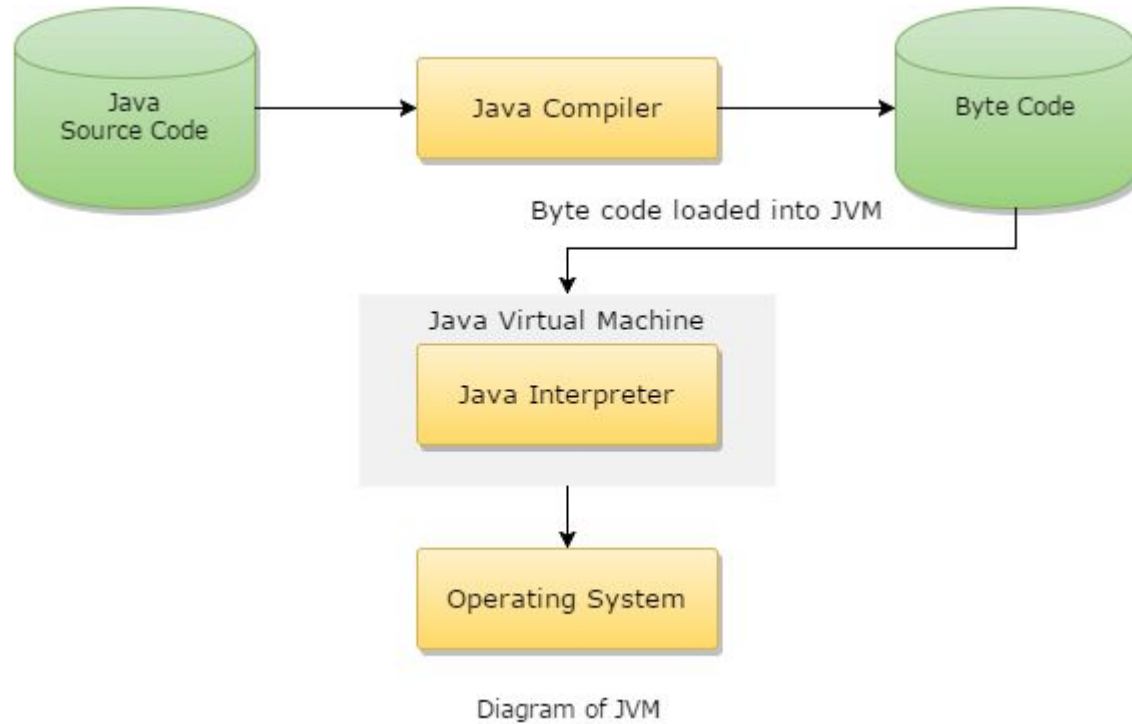 Java
Source Code
Java Compiler
Byte Code
Byte code loaded into JVM
Java Virtual Machine
Java Interpreter
Operating System
Diagram of JVM